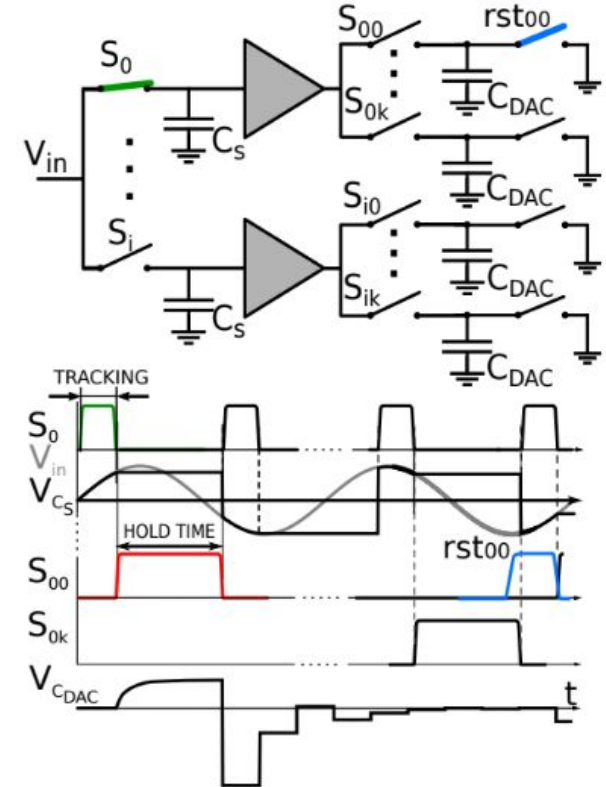 S00
rst00
S0
CDAC
S0k
Cs
CDAC
Vin
Si0
Si
CDAC
Sik
Cs
CDAC
TRACKING
S0
Vin
VCS
HOLD TIME
rst00
S00
S0k
VCDAC
t